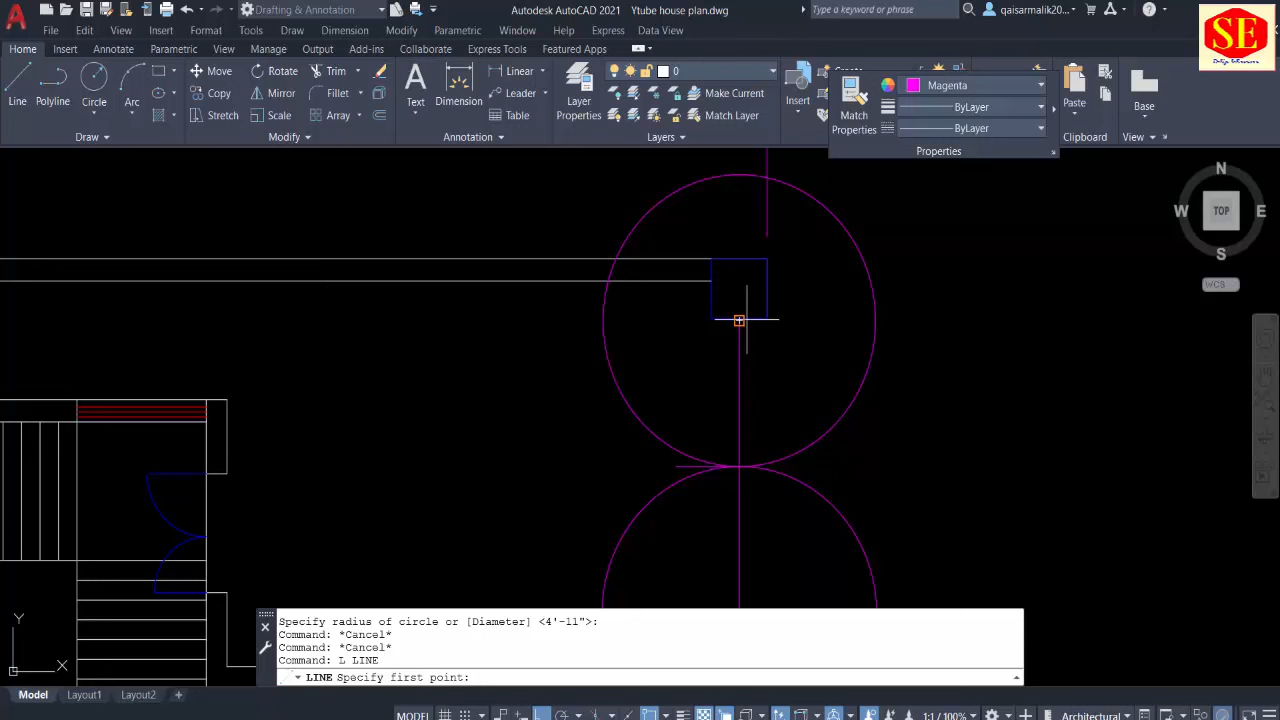 Drafting & Annotation
Autodesk AutoCAD 2021 Ytube house plan.dwg
Type a keyword or phrase
qaisarmalik20...
SE
File Edit View Insert Format Tools Draw Dimension Modify Parametric Window Express Help Data View
Home Insert Annotate Parametric View Manage Output Add-ins Collaborate Express Tools Featured Apps
Line Polyline Circle Arc
Move Rotate Trim
Copy Mirror Fillet
Stretch Scale Array
Text Dimension
Linear
Leader
Table
Layer Properties
0
Make Current
Match Layer
Insert
Match Properties
Magenta
ByLayer
ByLayer
Paste
Base
Draw Modify Annotation Layers Properties Clipboard View
N
W TOP E
S
WCS
Y
X
Specify radius of circle or [Diameter] <4'-11">:
Command: *Cancel*
Command: *Cancel*
Command: L LINE
LINE Specify first point:
Model Layout1 Layout2 +
MODEL 1:1 / 100% Architectural